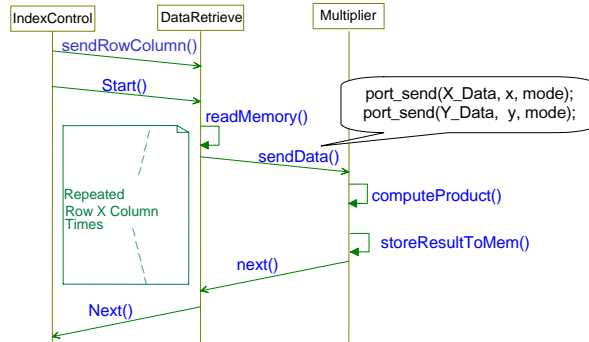 IndexControl
DataRetrieve
Multiplier
sendRowColumn()
Start()
port_send(X_Data, x, mode);
port_send(Y_Data, y, mode);
readMemory()
sendData()
Repeated
Row X Column
Times
computeProduct()
storeResultToMem()
next()
Next()